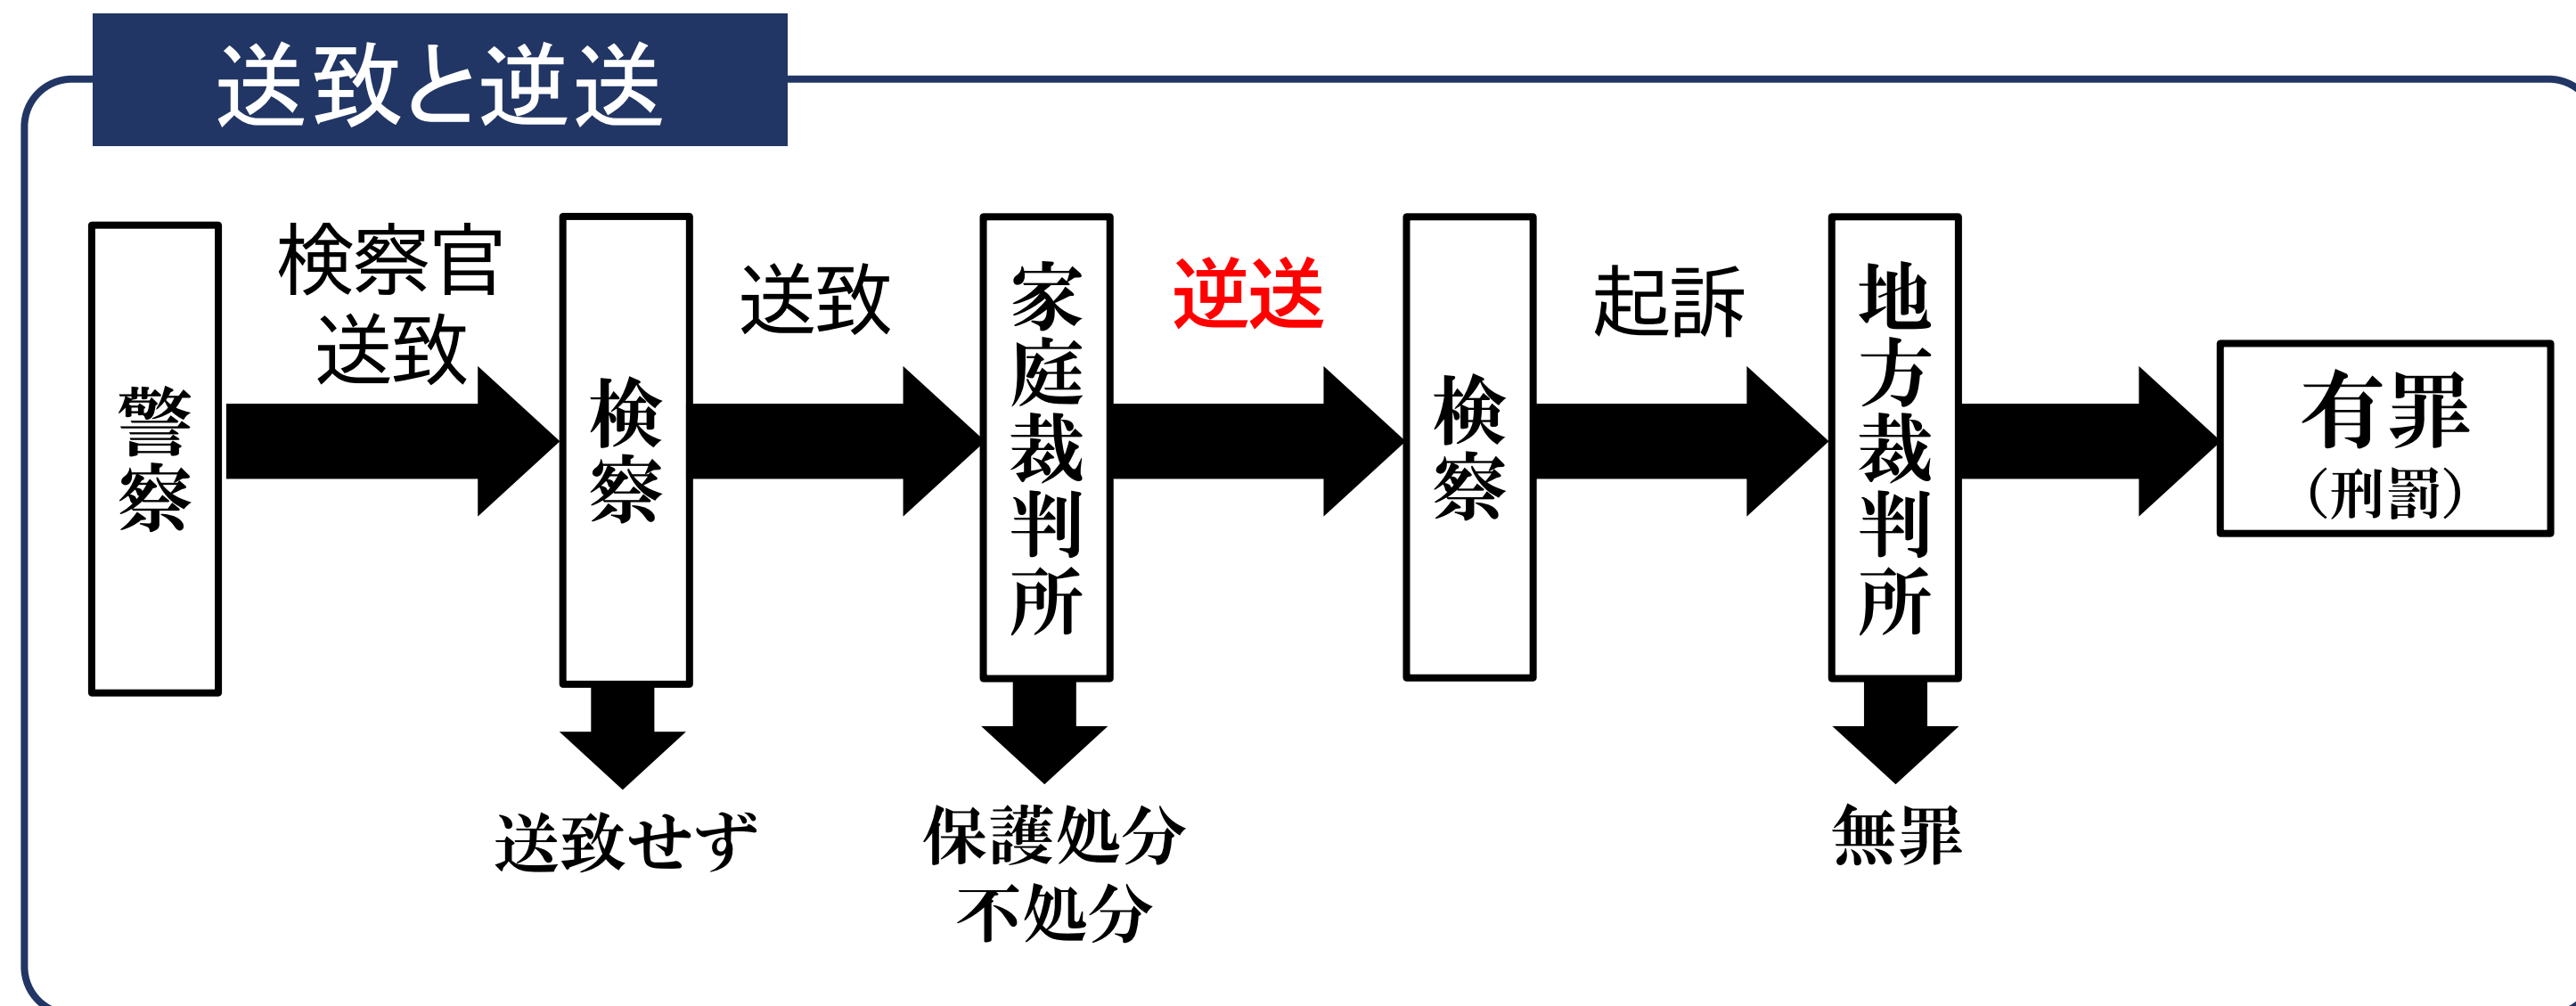 送致と逆送
警察
検察官
送致
検察
送致
家庭裁判所
逆送
検察
起訴
地方裁判所
有罪
（刑罰）
送致せず
保護処分
不処分
無罪